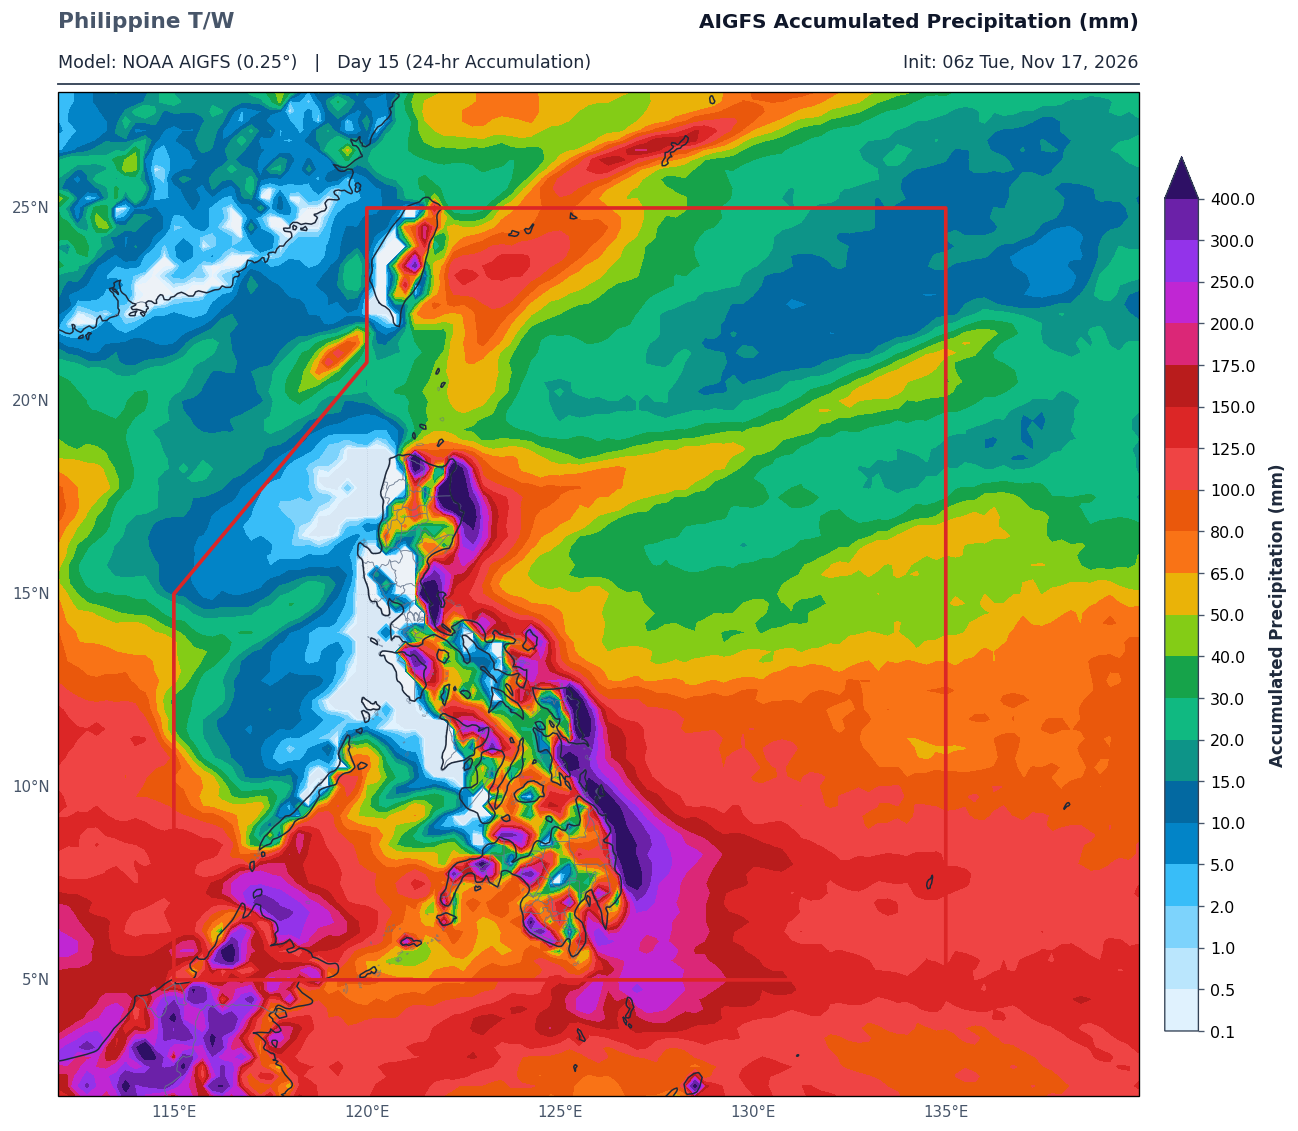 Philippine T/W
AIGFS Accumulated Precipitation (mm)
Model: NOAA AIGFS (0.25°)   |   Day 15 (24-hr Accumulation)
Init: 06z Tue, Nov 17, 2026
25°N
20°N
15°N
10°N
5°N
115°E
120°E
125°E
130°E
135°E
400.0
300.0
250.0
200.0
175.0
150.0
125.0
100.0
80.0
65.0
50.0
40.0
30.0
20.0
15.0
10.0
5.0
2.0
1.0
0.5
0.1
Accumulated Precipitation (mm)